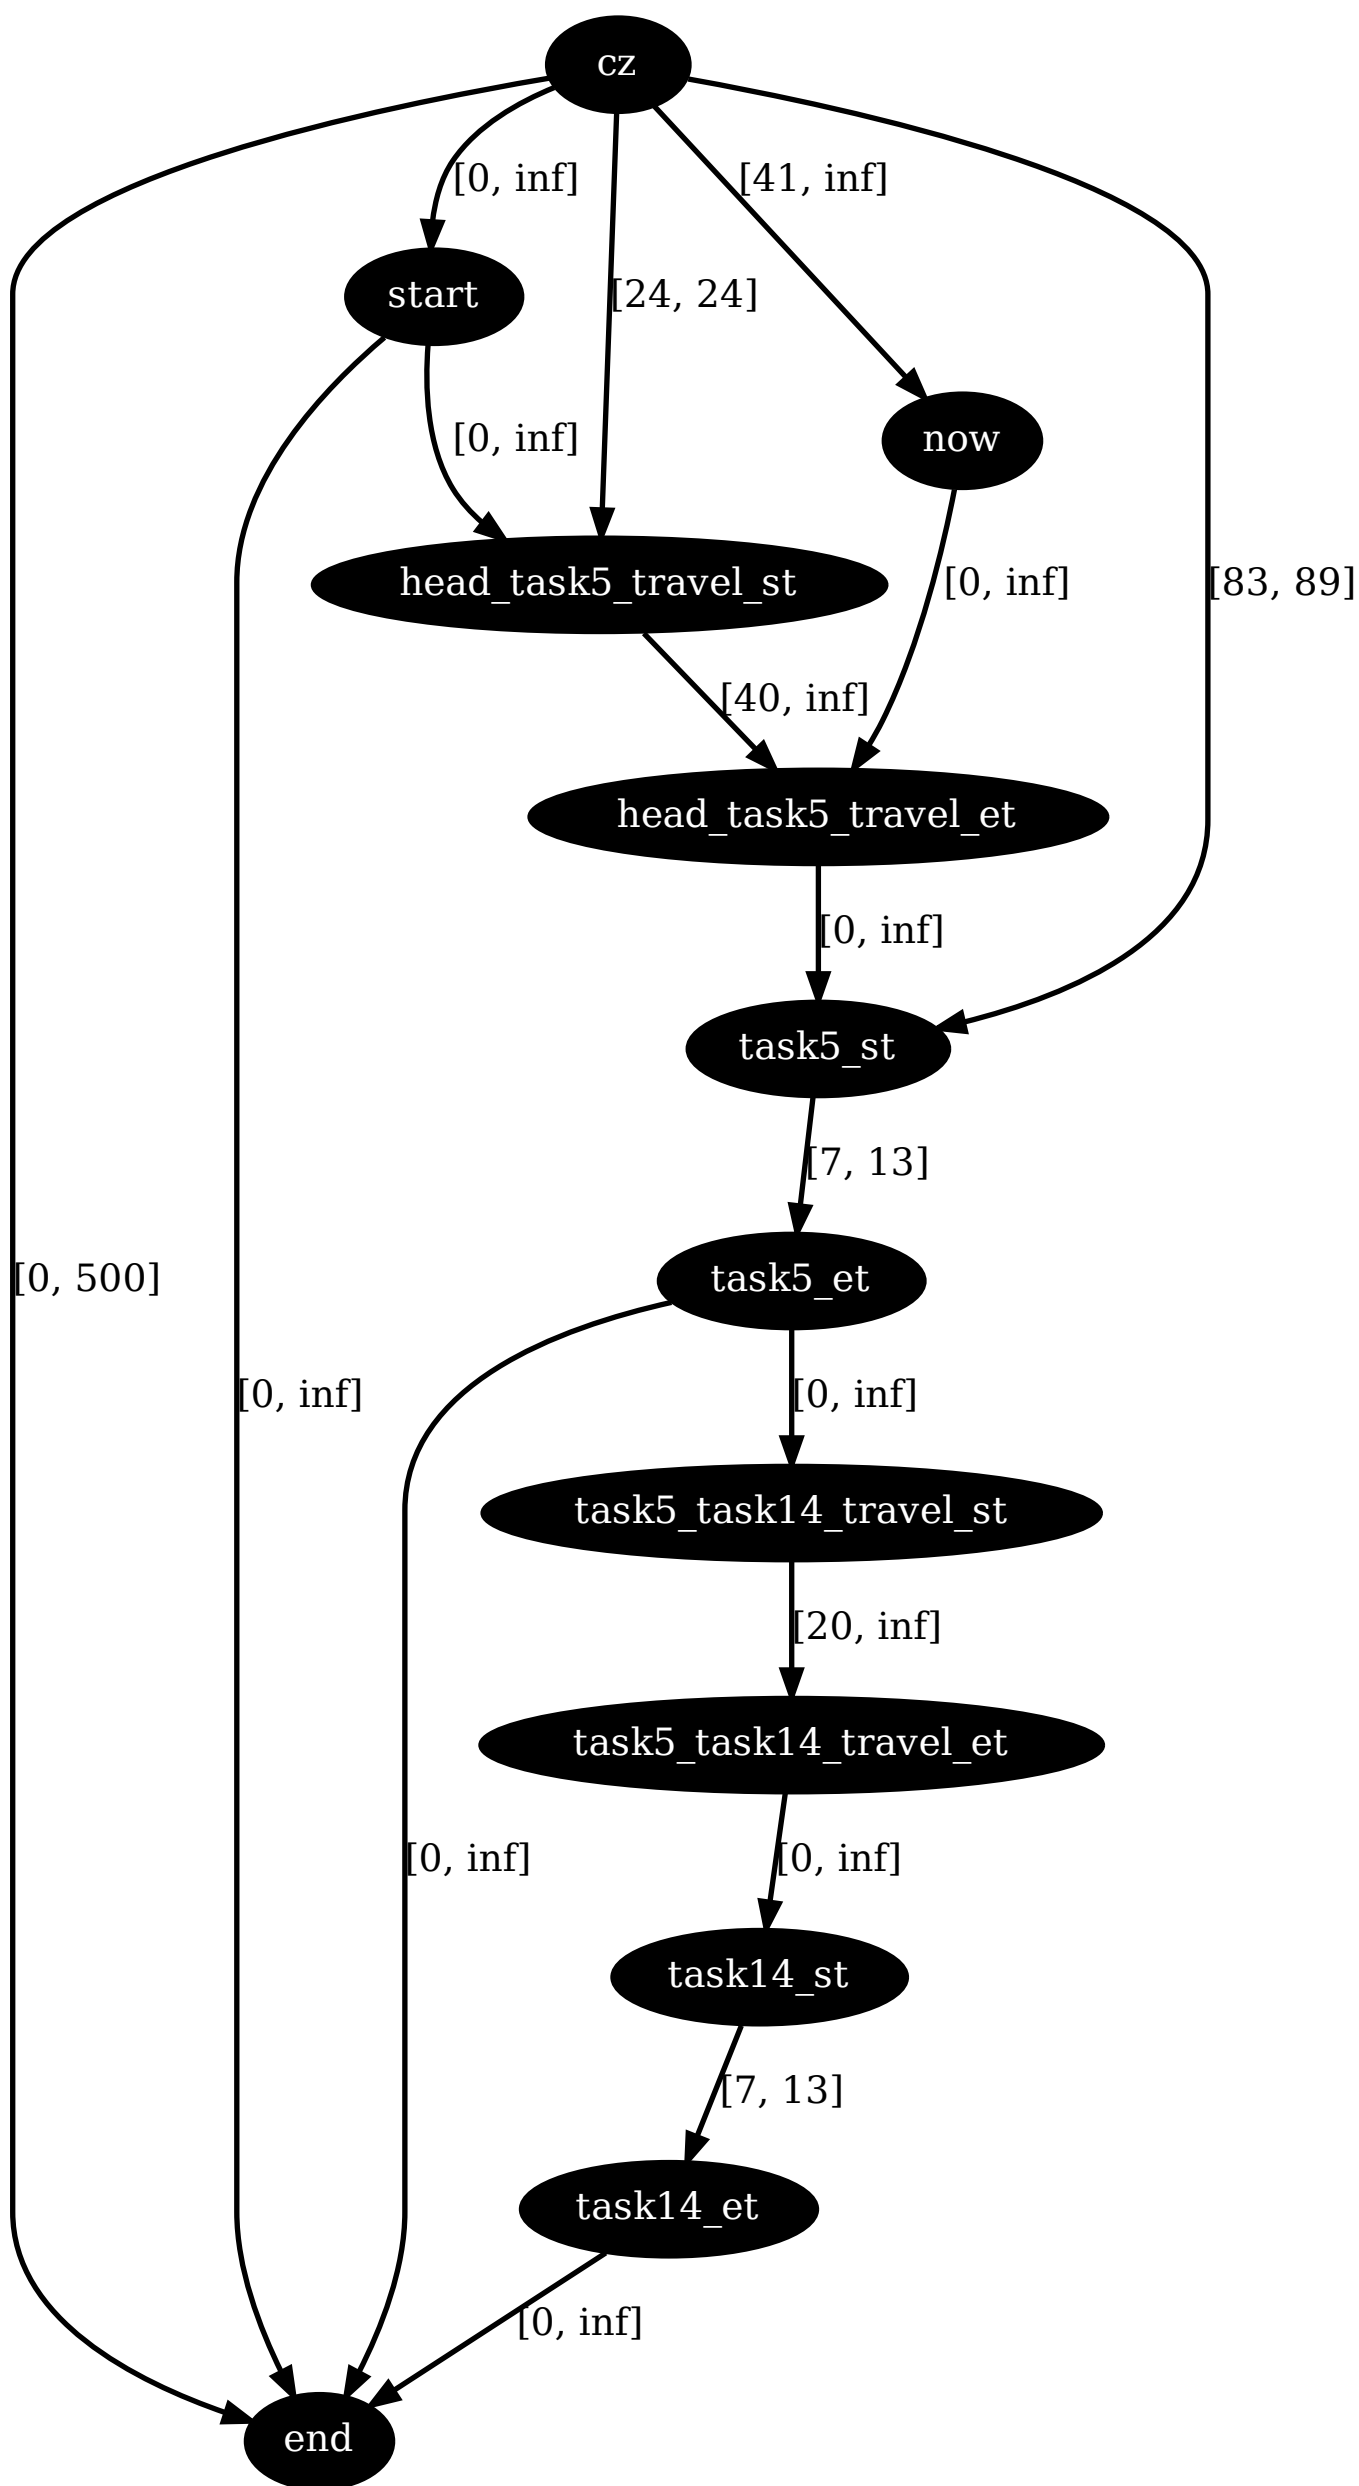 cz
[0, inf]
[41, inf]
start
[24, 24]
now
[0, inf]
head_task5_travel_st
[0, inf]
[83, 89]
[40, inf]
head_task5_travel_et
[0, inf]
task5_st
[7, 13]
task5_et
[0, 500]
[0, inf]
[0, inf]
task5_task14_travel_st
[20, inf]
task5_task14_travel_et
[0, inf]
[0, inf]
task14_st
[7, 13]
task14_et
[0, inf]
end